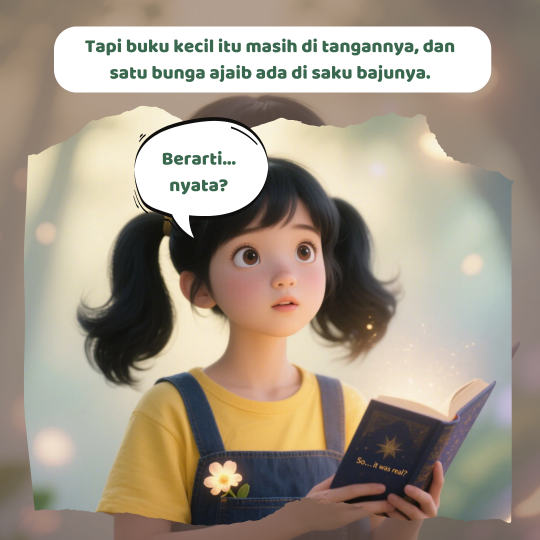 Tapi buku kecil itu masih di tangannya, dan
satu bunga ajaib ada di saku bajunya.
Berarti...
nyata?
So.... it was real?